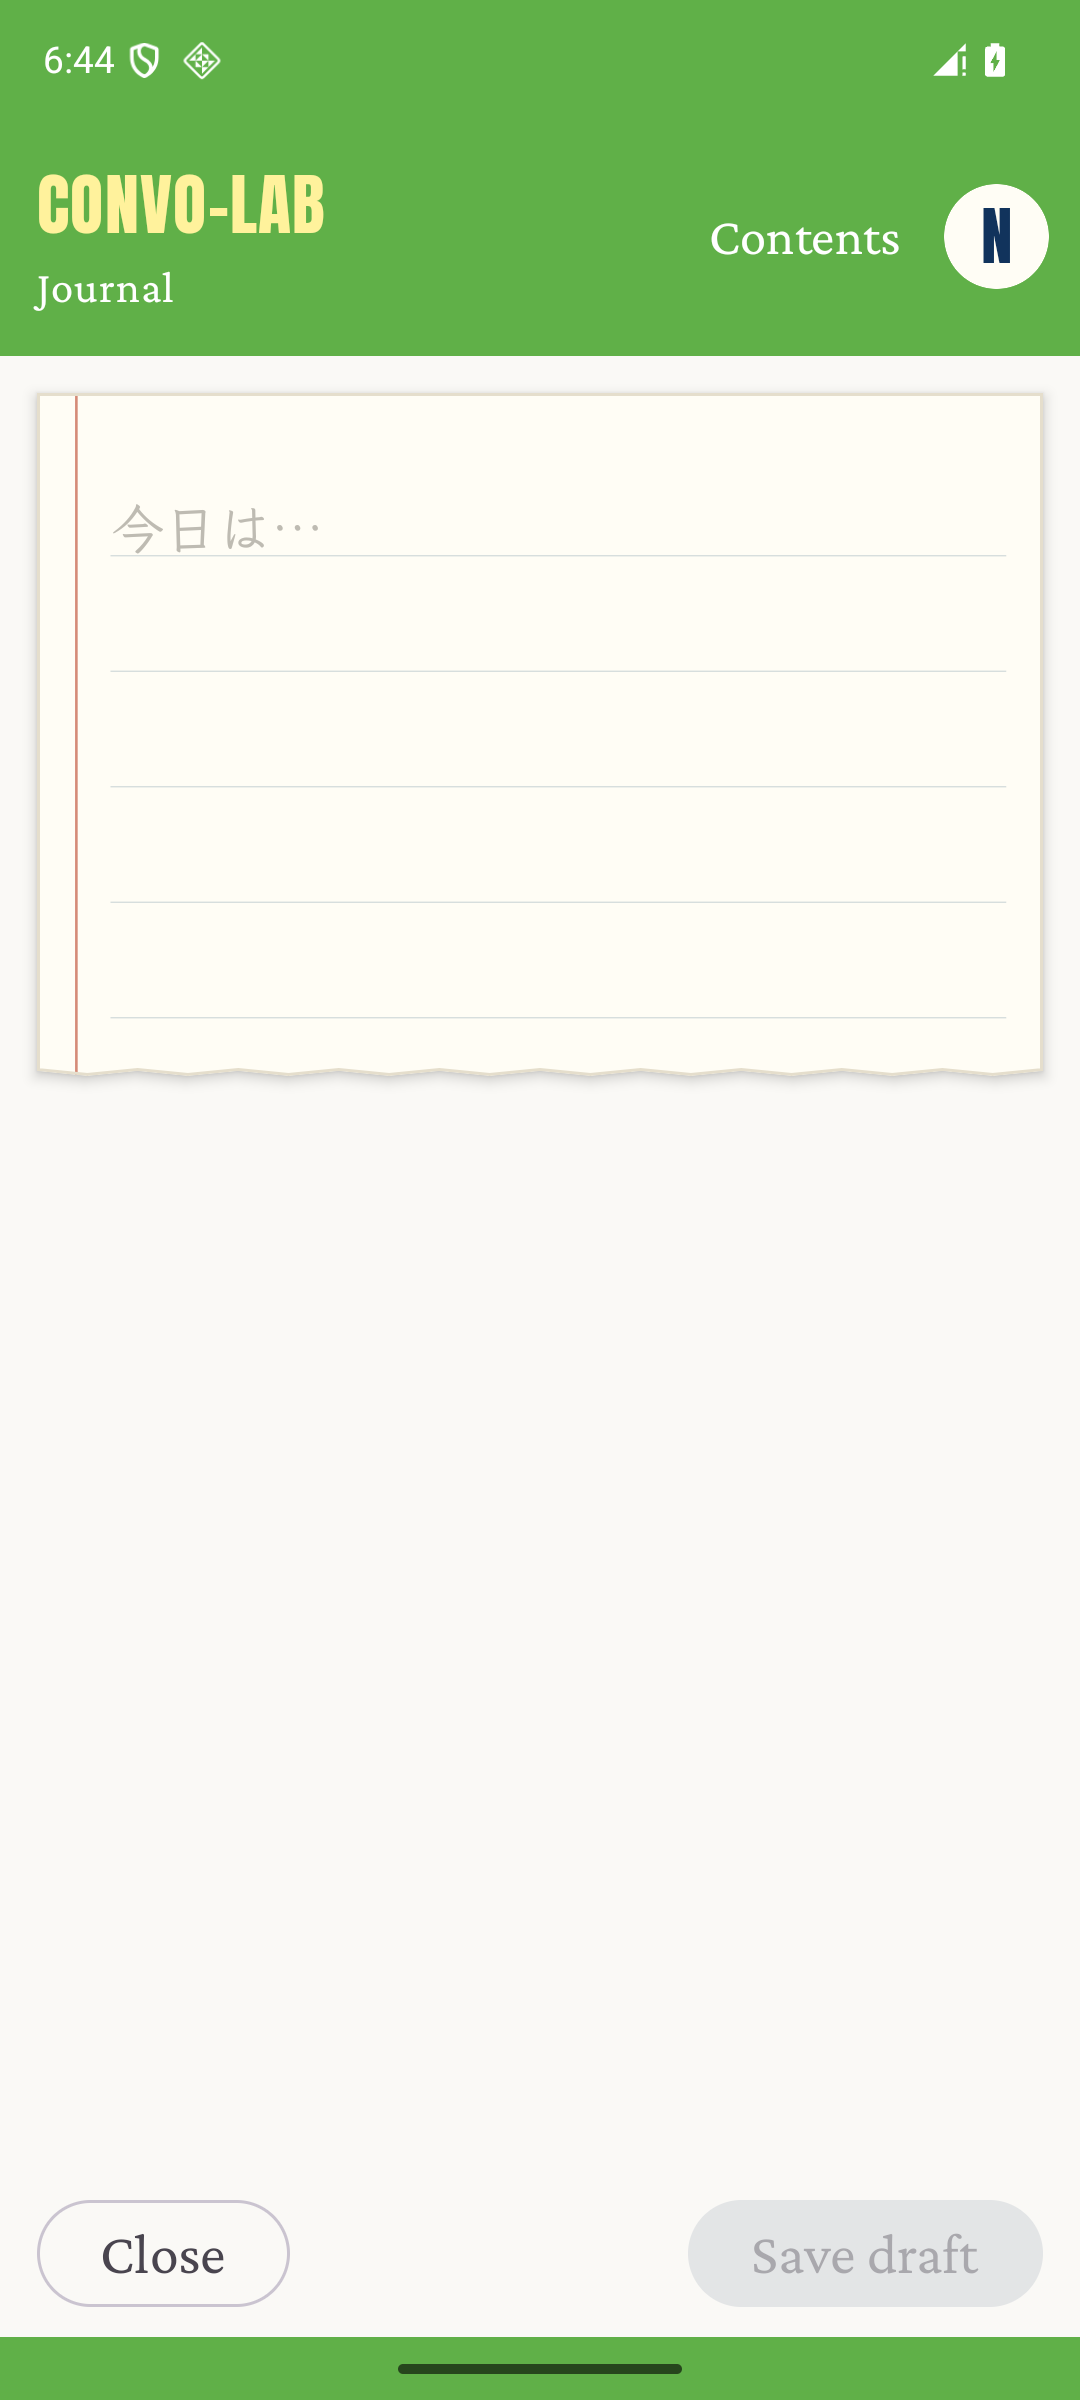 6:44
CONVO-LAB
Journal
Contents
N
今日は…
Close
Save draft